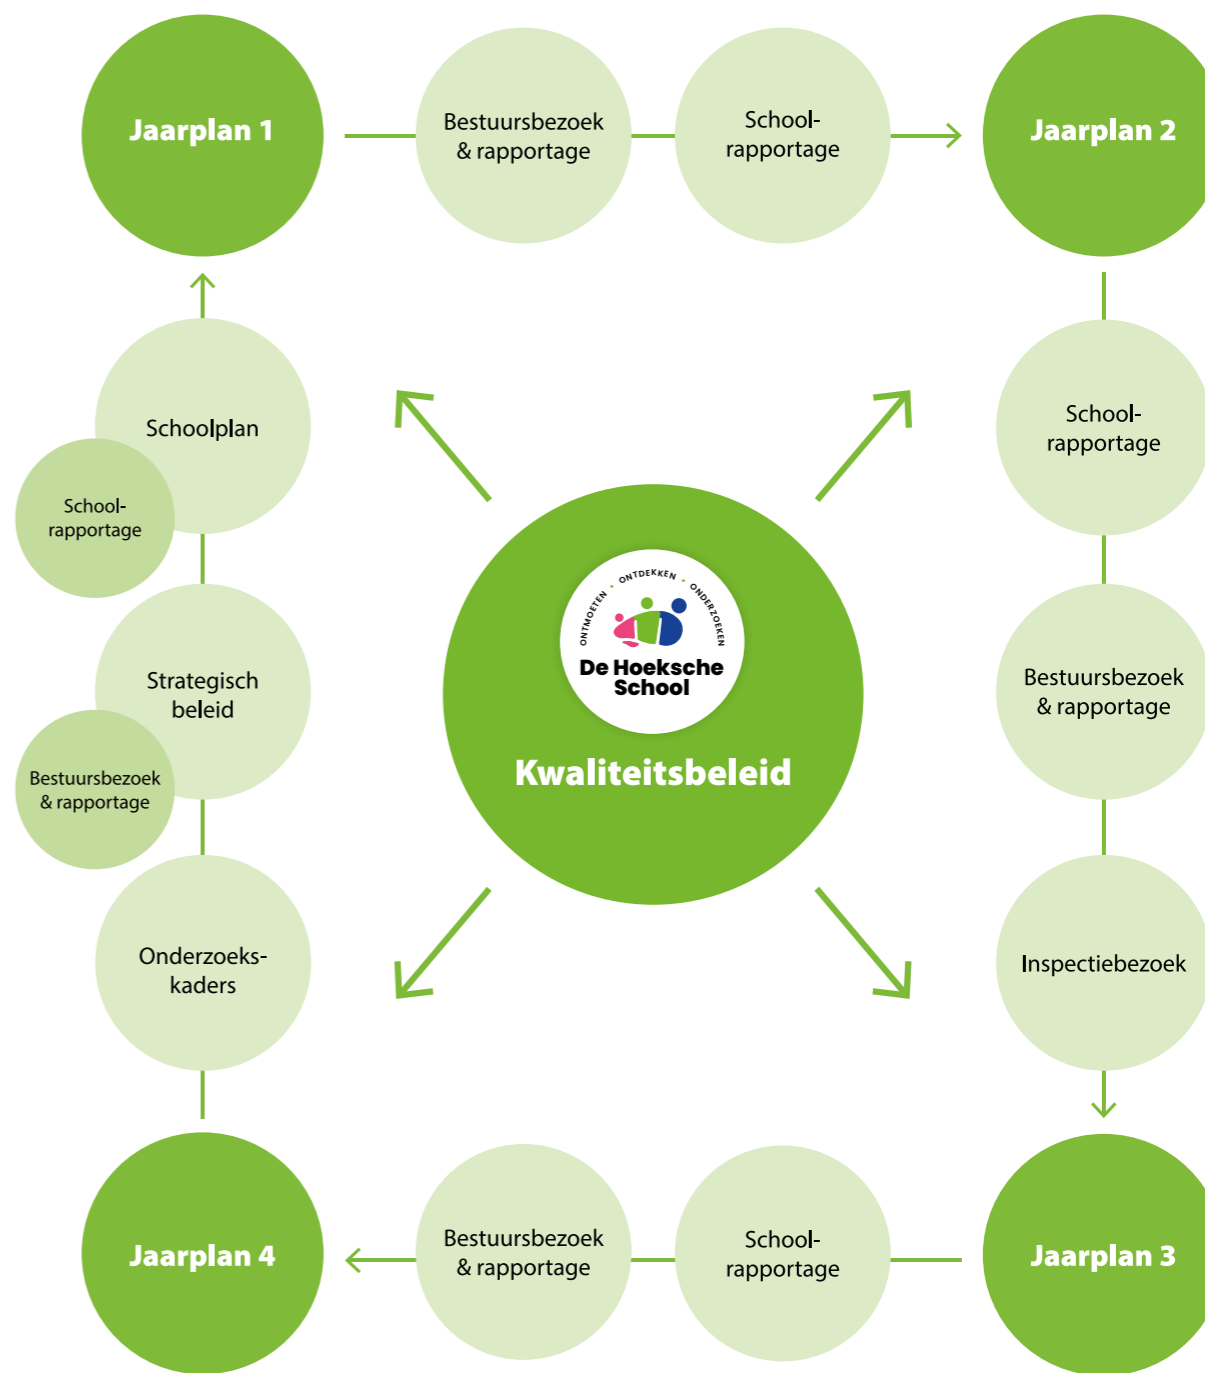 Jaarplan 1
Bestuursbezoek
& rapportage
School-
rapportage
Jaarplan 2
Schoolplan
School-
rapportage
School-
rapportage
ONTMOETEN • ONTDEKKEN • ONDERZOEKEN
De Hoeksche
School
Kwaliteitsbeleid
Strategisch
beleid
Bestuursbezoek
& rapportage
Bestuursbezoek
& rapportage
Onderzoeks-
kaders
Inspectiebezoek
Jaarplan 4
Bestuursbezoek
& rapportage
School-
rapportage
Jaarplan 3